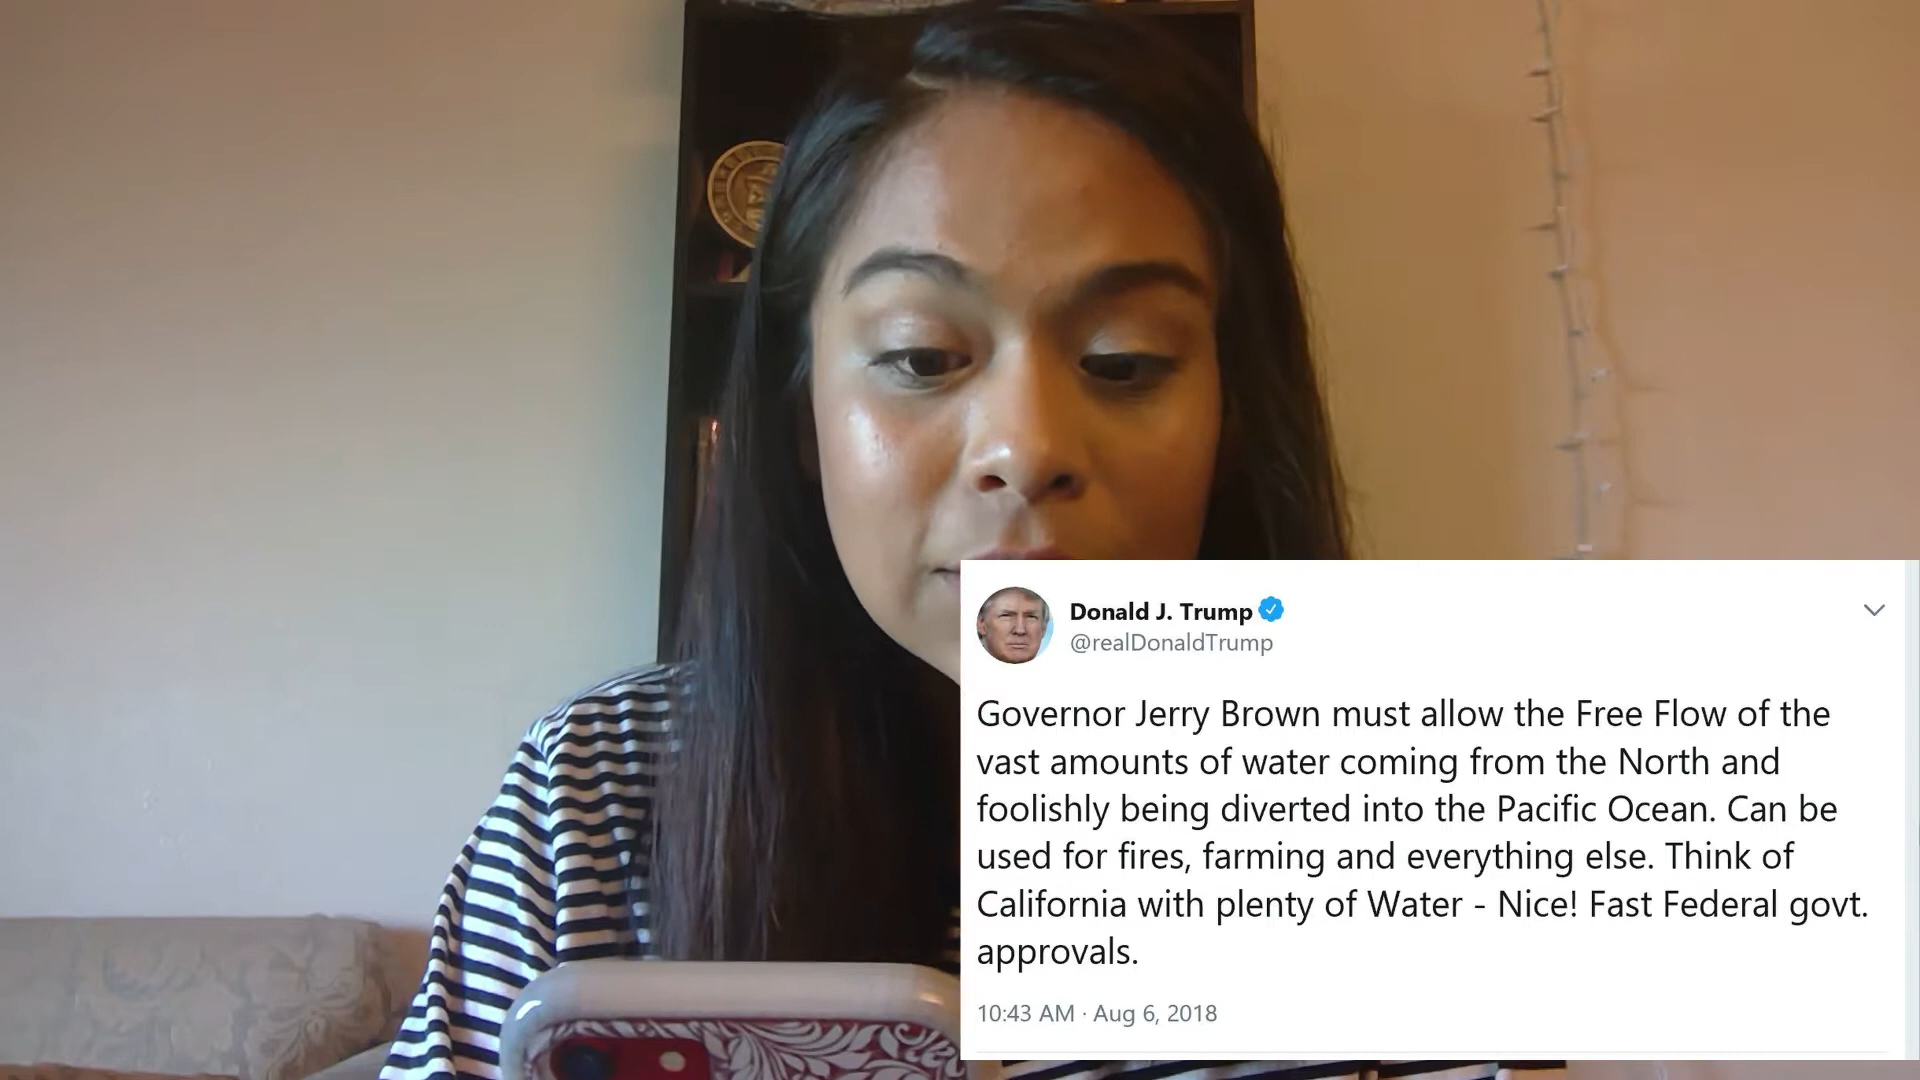 Donald J. Trump
@realDonaldTrump
Governor Jerry Brown must allow the Free Flow of the
vast amounts of water coming from the North and
foolishly being diverted into the Pacific Ocean. Can be
used for fires, farming and everything else. Think of
California with plenty of Water - Nice! Fast Federal govt.
approvals.
10:43 AM · Aug 6, 2018